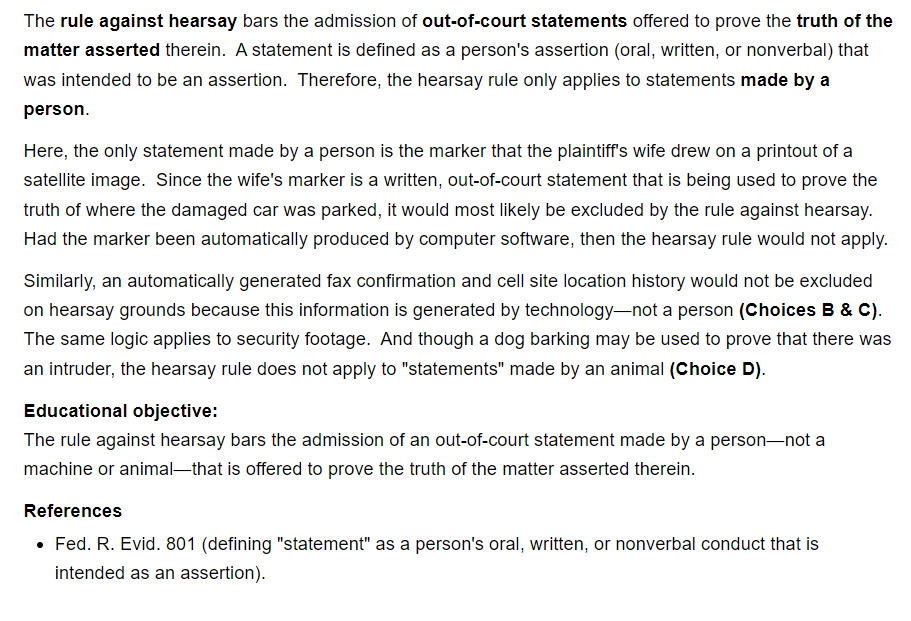 The rule against hearsay bars the admission of out-of-court statements offered to prove the truth of the
matter asserted therein. A statement is defined as a person's assertion (oral, written, or nonverbal) that
was intended to be an assertion. Therefore, the hearsay rule only applies to statements made by a
person.
Here, the only statement made by a person is the marker that the plaintiff's wife drew on a printout of a
satellite image. Since the wife's marker is a written, out-of-court statement that is being used to prove the
truth of where the damaged car was parked, it would most likely be excluded by the rule against hearsay.
Had the marker been automatically produced by computer software, then the hearsay rule would not apply.
Similarly, an automatically generated fax confirmation and cell site location history would not be excluded
on hearsay grounds because this information is generated by technology—not a person (Choices B & C).
The same logic applies to security footage. And though a dog barking may be used to prove that there was
an intruder, the hearsay rule does not apply to "statements" made by an animal (Choice D).
Educational objective:
The rule against hearsay bars the admission of an out-of-court statement made by a person—not a
machine or animal—that is offered to prove the truth of the matter asserted therein.
References
• Fed. R. Evid. 801 (defining "statement" as a person's oral, written, or nonverbal conduct that is
intended as an assertion).